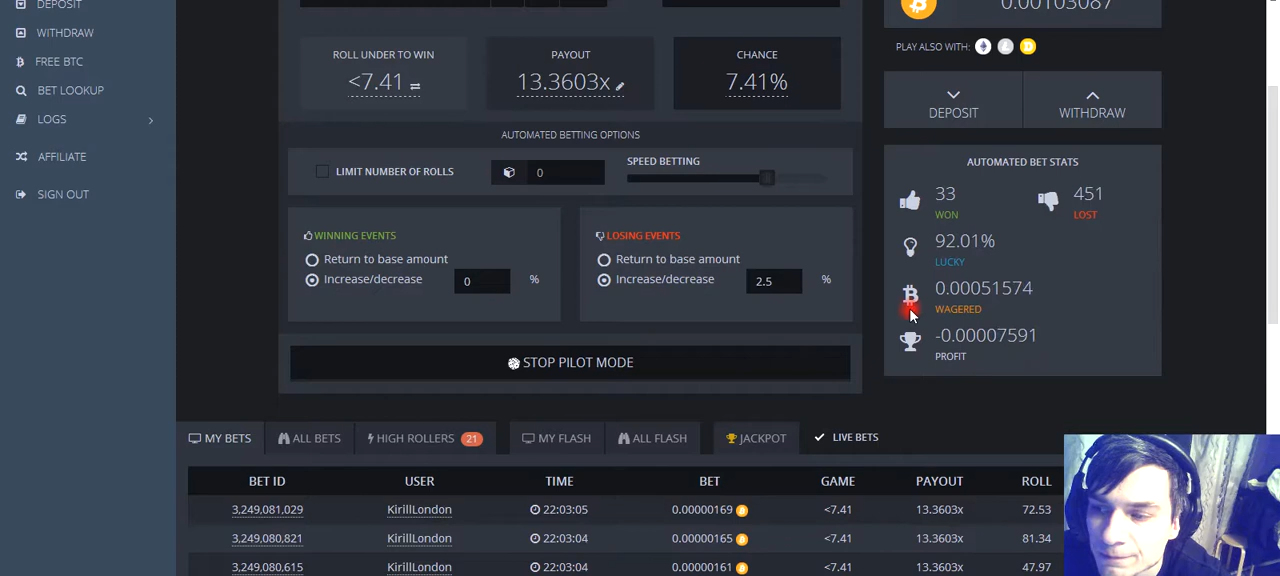 DEPOSIT
WITHDRAW
FREE BTC
BET LOOKUP
LOGS
AFFILIATE
SIGN OUT
ROLL UNDER TO WIN
<7.41
PAYOUT
13.3603x
CHANCE
7.41%
AUTOMATED BETTING OPTIONS
LIMIT NUMBER OF ROLLS
0
SPEED BETTING
WINNING EVENTS
Return to base amount
Increase/decrease 0 %
LOSING EVENTS
Return to base amount
Increase/decrease 2.5 %
STOP PILOT MODE
0.00103087
PLAY ALSO WITH:
DEPOSIT
WITHDRAW
AUTOMATED BET STATS
33
WON
451
LOST
92.01%
LUCKY
0.00051574
WAGERED
-0.00007591
PROFIT
MY BETS ALL BETS HIGH ROLLERS 21 MY FLASH ALL FLASH JACKPOT LIVE BETS
BET ID USER TIME BET GAME PAYOUT ROLL
3,249,081,029 KirillLondon 22:03:05 0.00000169 <7.41 13.3603x 72.53
3,249,080,821 KirillLondon 22:03:04 0.00000165 <7.41 13.3603x 81.34
3,249,080,615 KirillLondon 22:03:04 0.00000161 <7.41 13.3603x 47.97